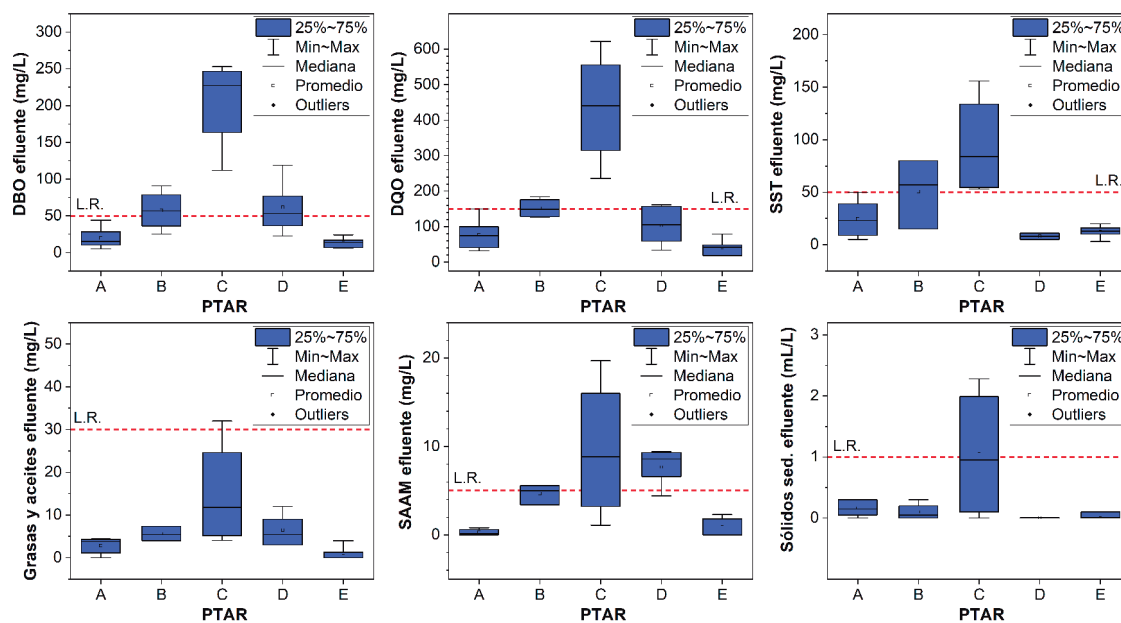 DBO efluente (mg/L)
300
250
200
150
100
50
0
L.R.
25%~75%
Min~Max
Mediana
Promedio
Outliers
A B C D E
PTAR
DQO efluente (mg/L)
600
400
200
0
L.R.
25%~75%
Min~Max
Mediana
Promedio
Outliers
A B C D E
PTAR
SST efluente (mg/L)
200
150
100
50
0
L.R.
25%~75%
Min~Max
Mediana
Promedio
Outliers
A B C D E
PTAR
Grasas y aceites efluente (mg/L)
50
40
30
20
10
0
L.R.
25%~75%
Min~Max
Mediana
Promedio
Outliers
A B C D E
PTAR
SAAM efluente (mg/L)
20
10
0
L.R.
25%~75%
Min~Max
Mediana
Promedio
Outliers
A B C D E
PTAR
Sólidos sed. efluente (mL/L)
3
2
1
0
L.R.
25%~75%
Min~Max
Mediana
Promedio
Outliers
A B C D E
PTAR